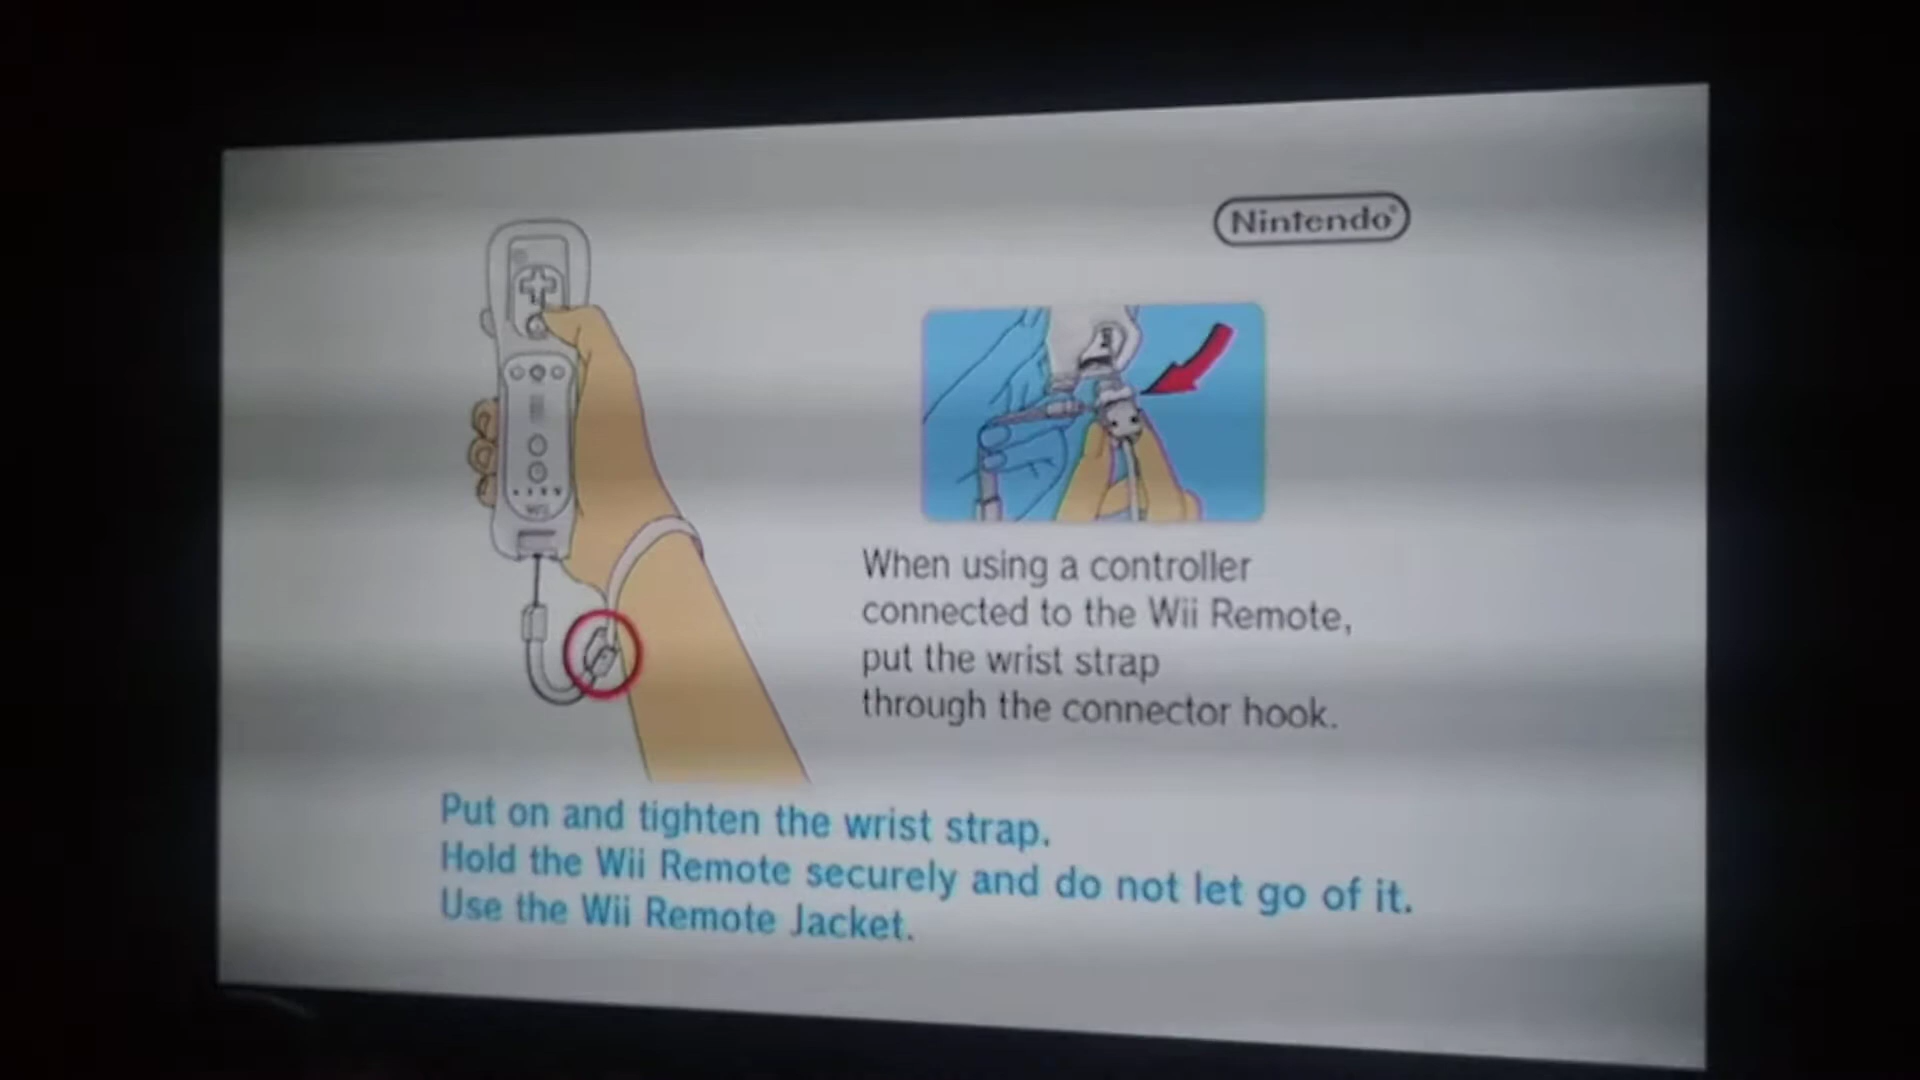 Nintendo®
When using a controller
connected to the Wii Remote,
put the wrist strap
through the connector hook.
Put on and tighten the wrist strap.
Hold the Wii Remote securely and do not let go of it.
Use the Wii Remote Jacket.